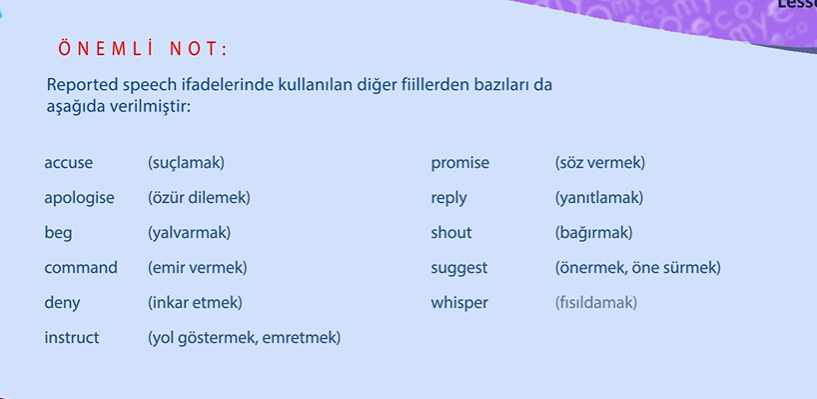 Lesso
ÖNEMLİ NOT:
Reported speech ifadelerinde kullanılan diğer fiillerden bazıları da
aşağıda verilmiştir:
accuse (suçlamak)
apologise (özür dilemek)
beg (yalvarmak)
command (emir vermek)
deny (inkar etmek)
instruct (yol göstermek, emretmek)
promise (söz vermek)
reply (yanıtlamak)
shout (bağırmak)
suggest (önermek, öne sürmek)
whisper (fısıldamak)